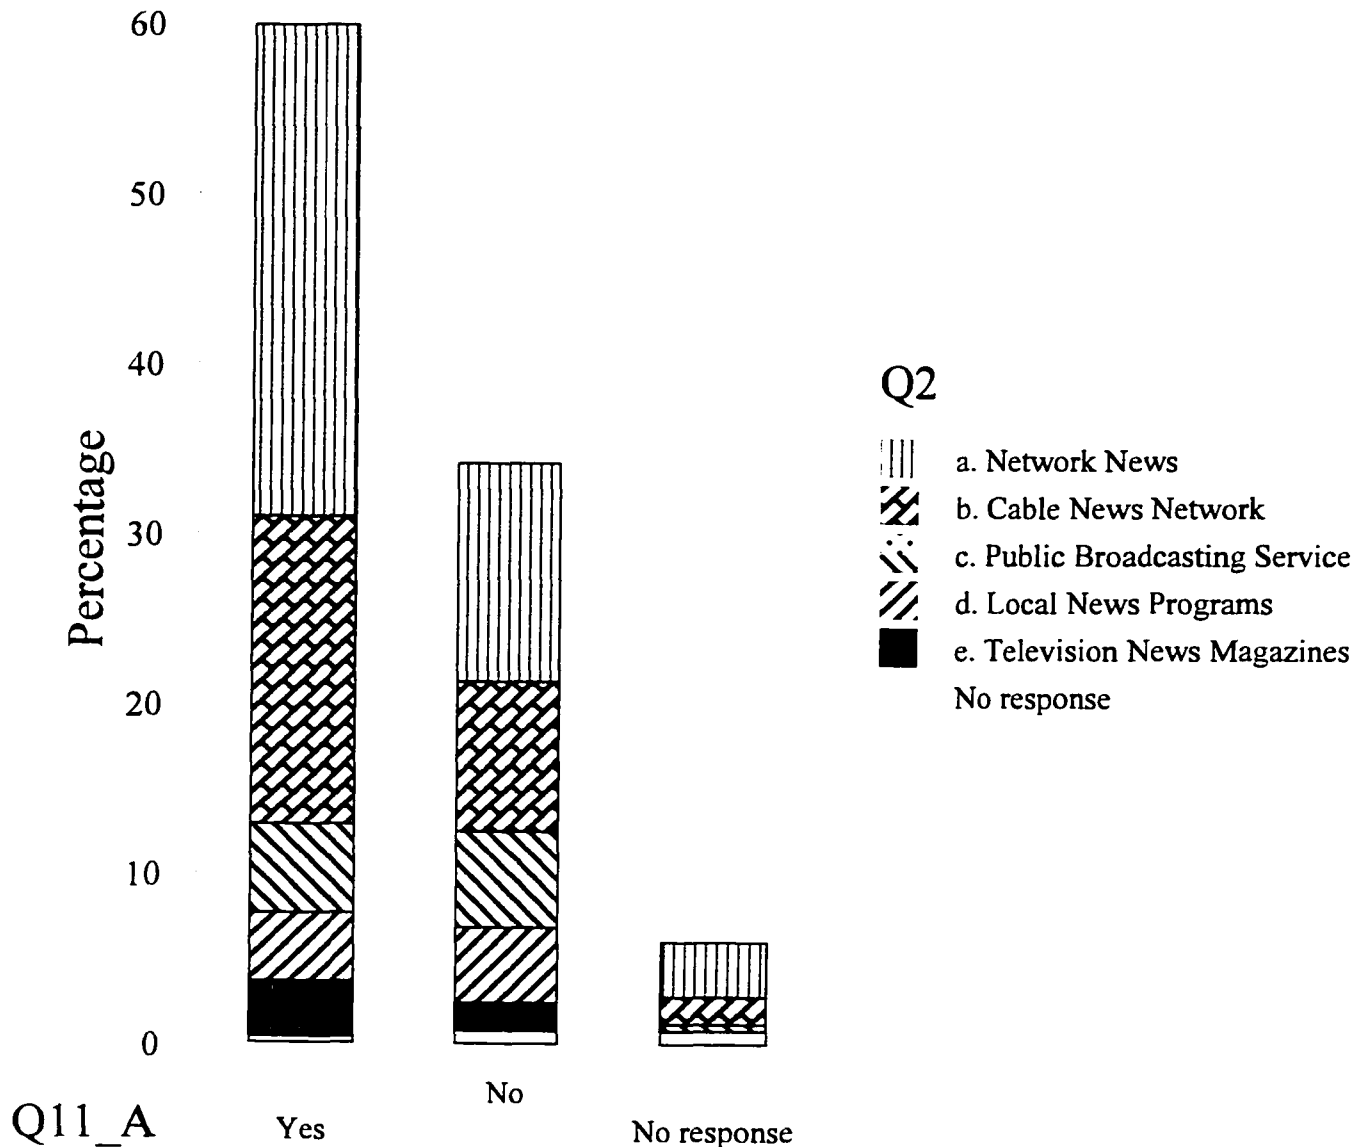 60
50
40
30
20
10
0
Percentage
Q2
a. Network News
b. Cable News Network
c. Public Broadcasting Service
d. Local News Programs
e. Television News Magazines
No response
Q11_A
Yes
No
No response